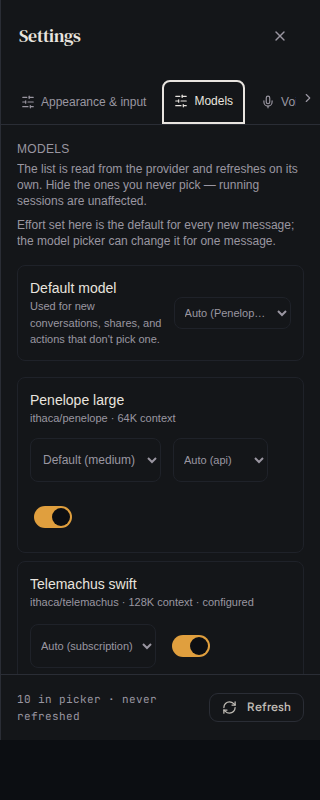 Settings
Appearance & input
Models
Vo
MODELS
The list is read from the provider and refreshes on its
own. Hide the ones you never pick — running
sessions are unaffected.
Effort set here is the default for every new message;
the model picker can change it for one message.
Default model
Used for new
conversations, shares, and
actions that don't pick one.
Auto (Penelop…
Penelope large
ithaca/penelope · 64K context
Default (medium)
Auto (api)
Telemachus swift
ithaca/telemachus · 128K context · configured
Auto (subscription)
10 in picker · never
refreshed
Refresh